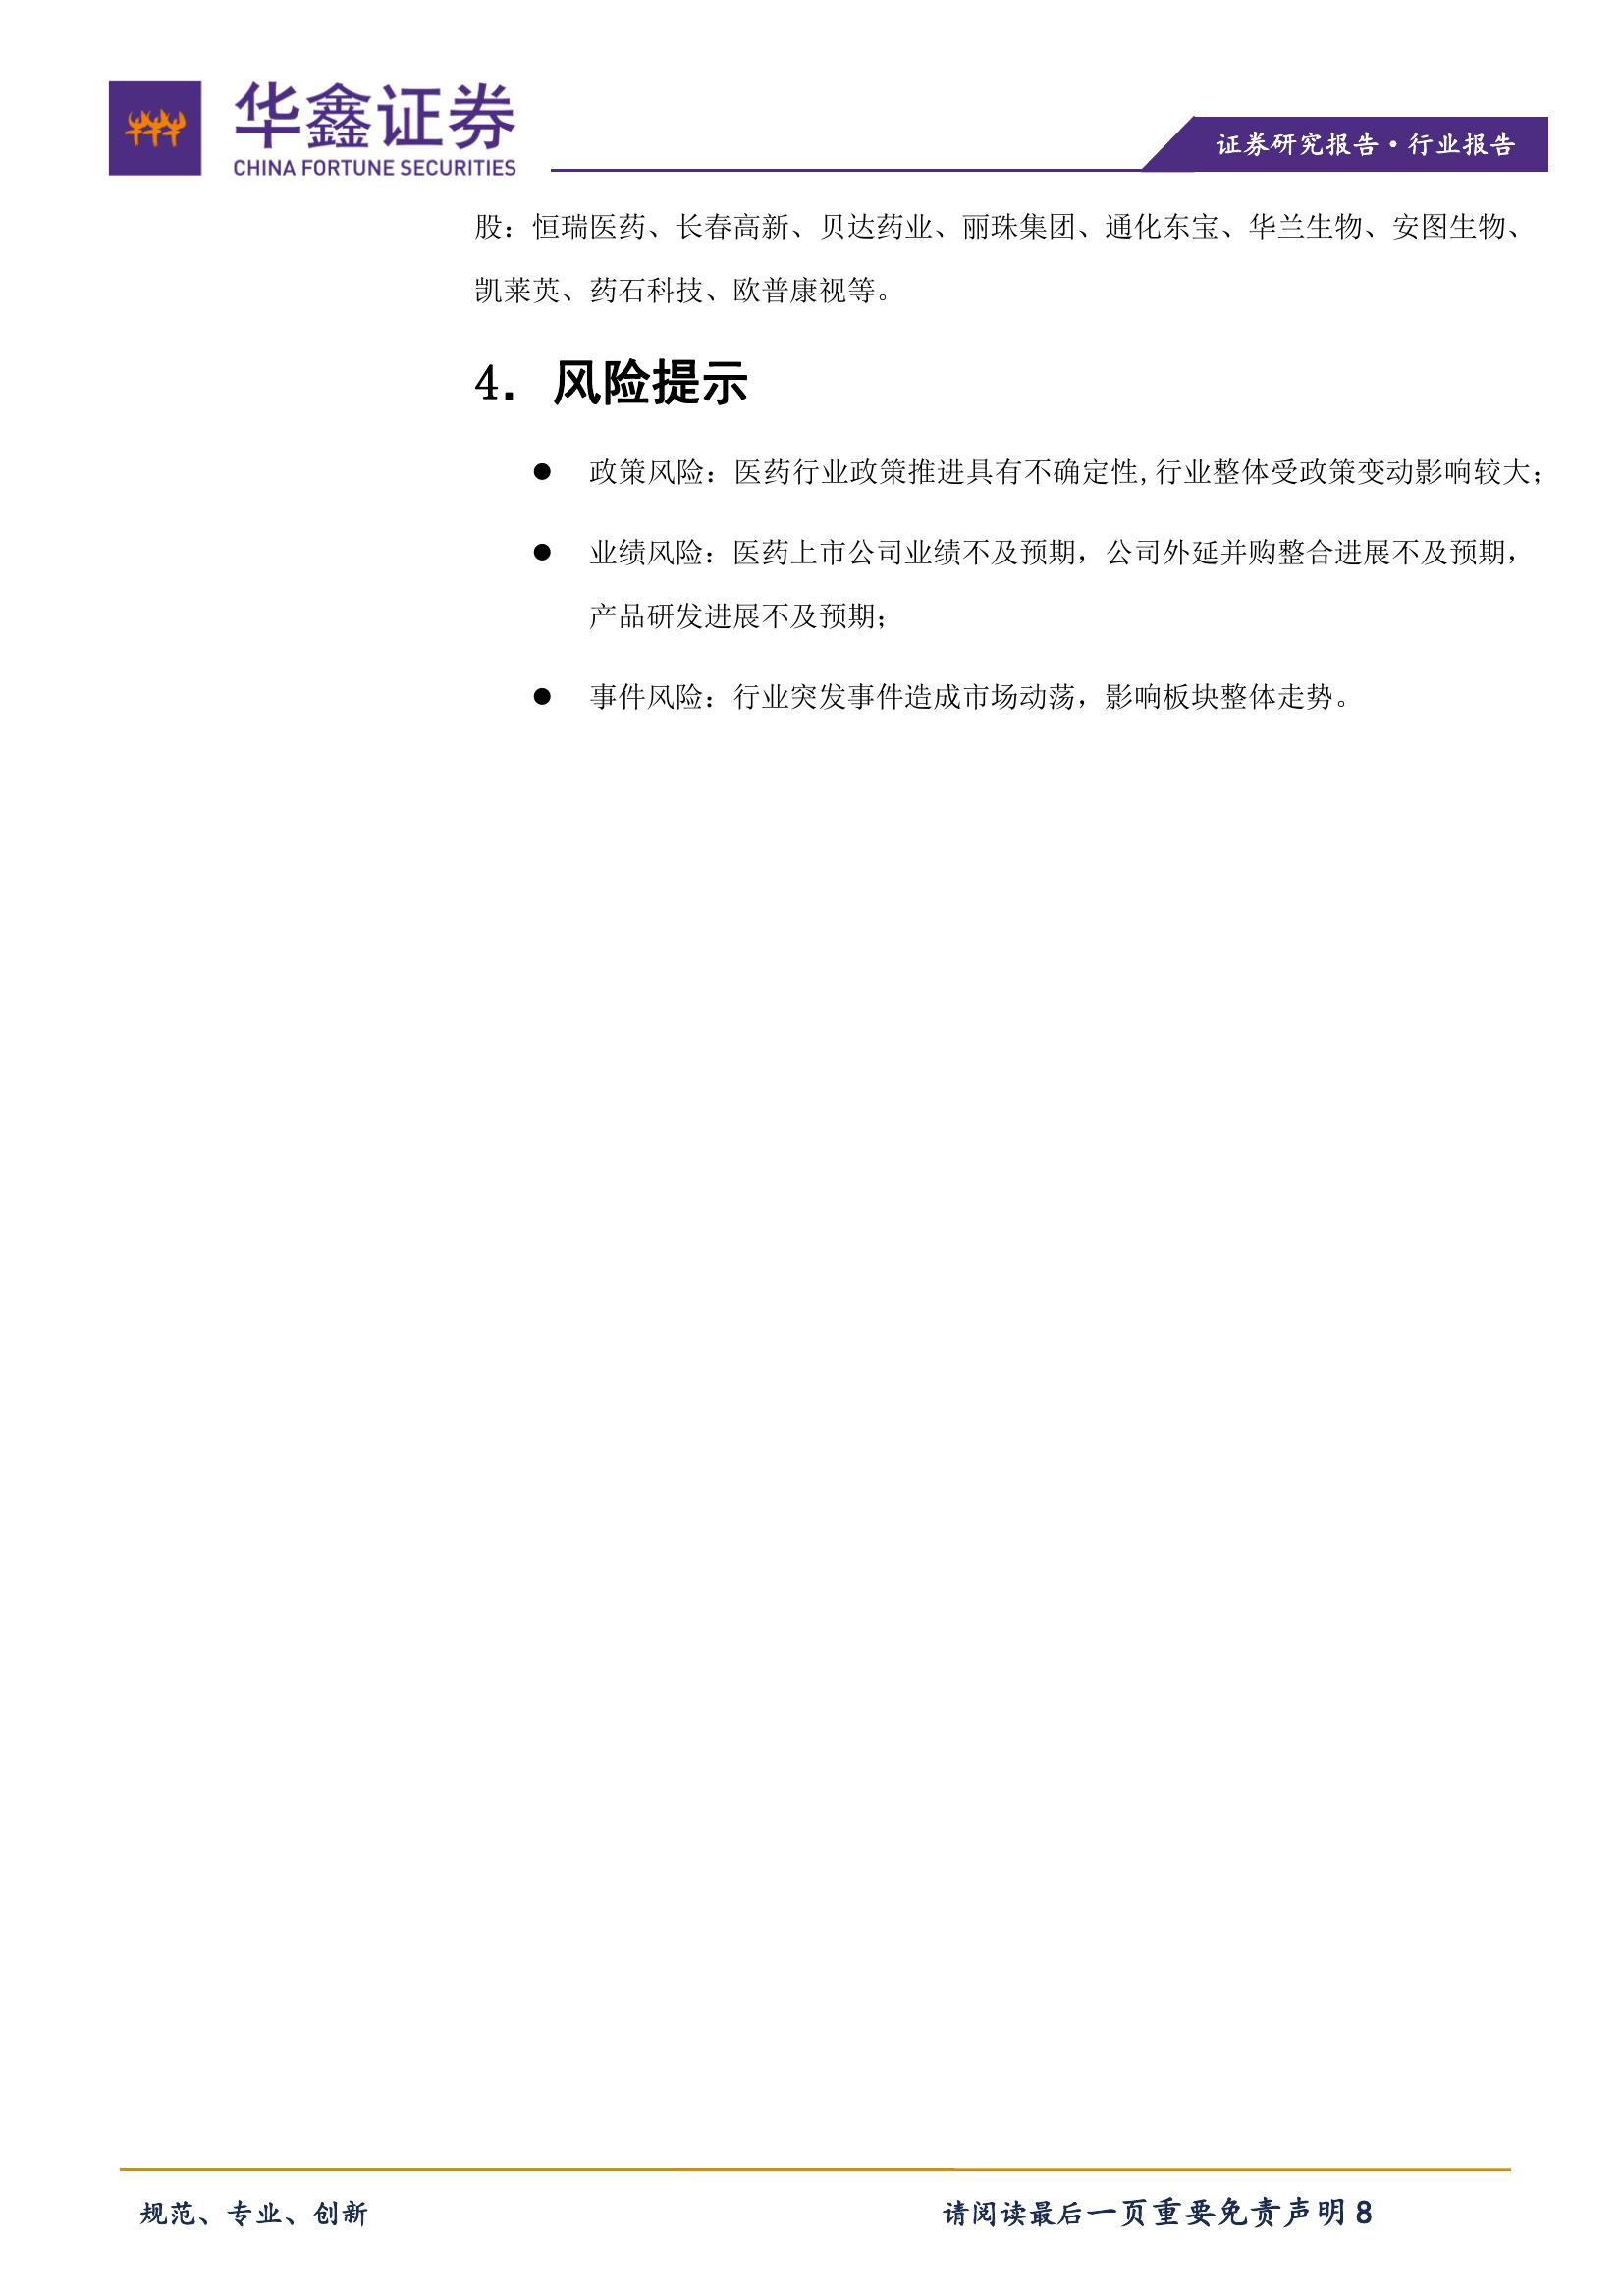 华鑫证券
CHINA FORTUNE SECURITIES
证券研究报告·行业报告
股：恒瑞医药、长春高新、贝达药业、丽珠集团、通化东宝、华兰生物、安图生物、
凯莱英、药石科技、欧普康视等。
4. 风险提示
● 政策风险：医药行业政策推进具有不确定性,行业整体受政策变动影响较大；
● 业绩风险：医药上市公司业绩不及预期，公司外延并购整合进展不及预期，
产品研发进展不及预期；
● 事件风险：行业突发事件造成市场动荡，影响板块整体走势。
规范、专业、创新
请阅读最后一页重要免责声明 8